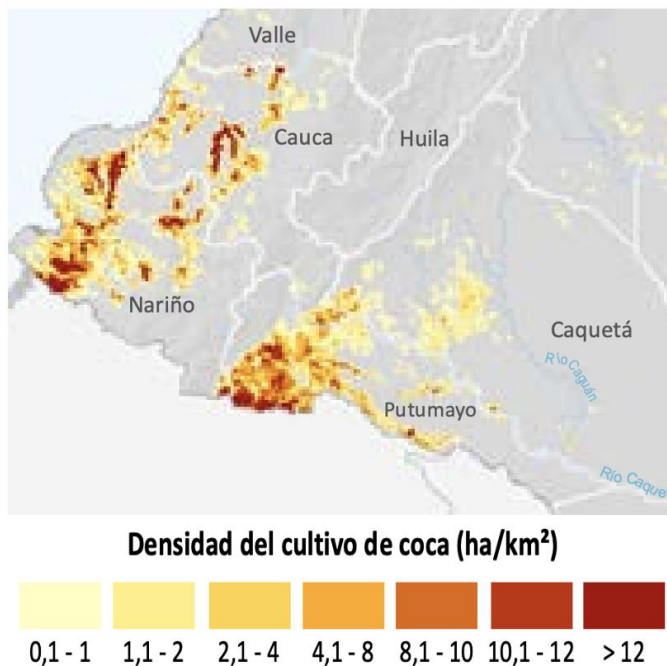 Valle
Cauca
Huila
Nariño
Caquetá
Río Caguán
Putumayo
Río Caque
Densidad del cultivo de coca (ha/km²)
0,1 - 1
1,1 - 2
2,1 - 4
4,1 - 8
8,1 - 10
10,1 - 12
> 12